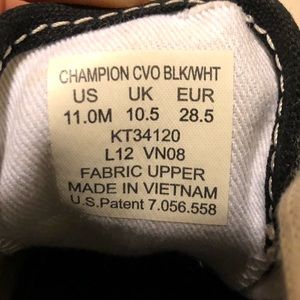 CHAMPION CVO BLK/WHT
US UK EUR
11.0M 10.5 28.5
KT34120
L12 VN08
FABRIC UPPER
MADE IN VIETNAM
U.S.Patent 7.056.558